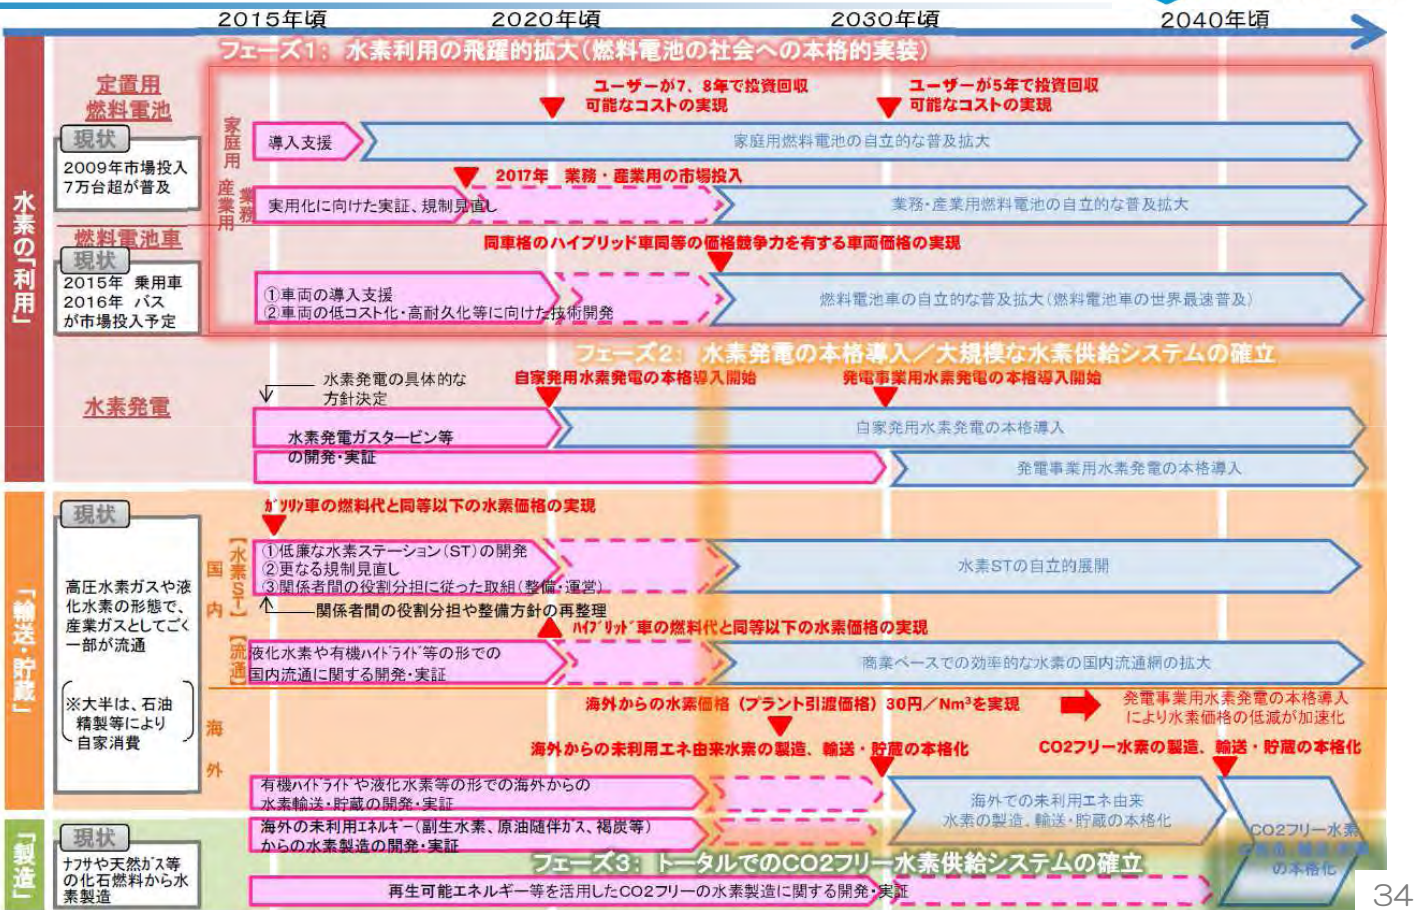 2015年頃
2020年頃
2030年頃
2040年頃
フェーズ1: 水素利用の飛躍的拡大(燃料電池の社会への本格的実装)
水素の「利用」
定置用
燃料電池
現状
2009年市場投入
7万台超が普及
家庭用
ユーザーが7、8年で投資回収
可能なコストの実現
ユーザーが5年で投資回収
可能なコストの実現
導入支援
家庭用燃料電池の自立的な普及拡大
業務
産業用
2017年 業務・産業用の市場投入
実用化に向けた実証、規制見直し
業務・産業用燃料電池の自立的な普及拡大
燃料電池車
現状
2015年 乗用車
2016年 バス
が市場投入予定
同車格のハイブリッド車同等の価格競争力を有する車両価格の実現
①車両の導入支援
②車両の低コスト化・高耐久化等に向けた技術開発
燃料電池車の自立的な普及拡大(燃料電池車の世界最速普及)
フェーズ2: 水素発電の本格導入/大規模な水素供給システムの確立
水素発電
水素発電の具体的な
方針決定
自家発用水素発電の本格導入開始
発電事業用水素発電の本格導入開始
水素発電ガスタービン等
の開発・実証
自家発用水素発電の本格導入
発電事業用水素発電の本格導入
「輸送・貯蔵」
現状
高圧水素ガスや液
化水素の形態で、
産業ガスとしてごく
一部が流通
※大半は、石油
精製等により
自家消費
国内
【水素ST】
ガソリン車の燃料代と同等以下の水素価格の実現
①低廉な水素ステーション(ST)の開発
②更なる規制見直し
③関係者間の役割分担に従った取組(整備・運営)
水素STの自立的展開
関係者間の役割分担や整備方針の再整理
ハイブリッド車の燃料代と同等以下の水素価格の実現
【流通】
液化水素や有機ハイドライド等の形での
国内流通に関する開発・実証
商業ベースでの効率的な水素の国内流通網の拡大
海外
海外からの水素価格(プラント引渡価格)30円/Nm³を実現
発電事業用水素発電の本格導入
により水素価格の低減が加速化
海外からの未利用エネ由来水素の製造、輸送・貯蔵の本格化
CO2フリー水素の製造、輸送・貯蔵の本格化
有機ハイドライドや液化水素等の形での海外からの
水素輸送・貯蔵の開発・実証
海外での未利用エネ由来
水素の製造、輸送・貯蔵の本格化
「製造」
現状
ナフサや天然ガス等
の化石燃料から水
素製造
海外の未利用エネルギー(副生水素、原油随伴ガス、褐炭等)
からの水素製造の開発・実証
CO2フリー水素
の本格化
フェーズ3: トータルでのCO2フリー水素供給システムの確立
再生可能エネルギー等を活用したCO2フリーの水素製造に関する開発・実証
34